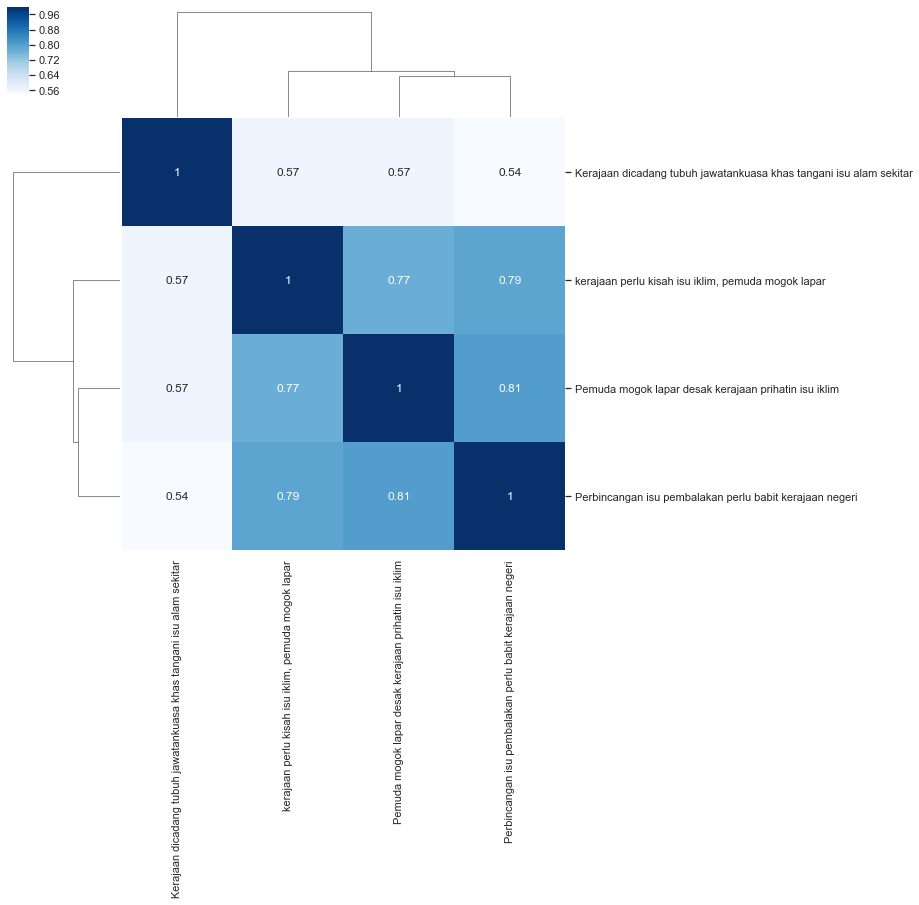 0.96
0.88
0.80
0.72
0.64
0.56
1 0.57 0.57 0.54 Kerajaan dicadang tubuh jawatankuasa khas tangani isu alam sekitar
0.57 1 0.77 0.79 kerajaan perlu kisah isu iklim, pemuda mogok lapar
0.57 0.77 1 0.81 Pemuda mogok lapar desak kerajaan prihatin isu iklim
0.54 0.79 0.81 1 Perbincangan isu pembalakan perlu babit kerajaan negeri
Kerajaan dicadang tubuh jawatankuasa khas tangani isu alam sekitar
kerajaan perlu kisah isu iklim, pemuda mogok lapar
Pemuda mogok lapar desak kerajaan prihatin isu iklim
Perbincangan isu pembalakan perlu babit kerajaan negeri